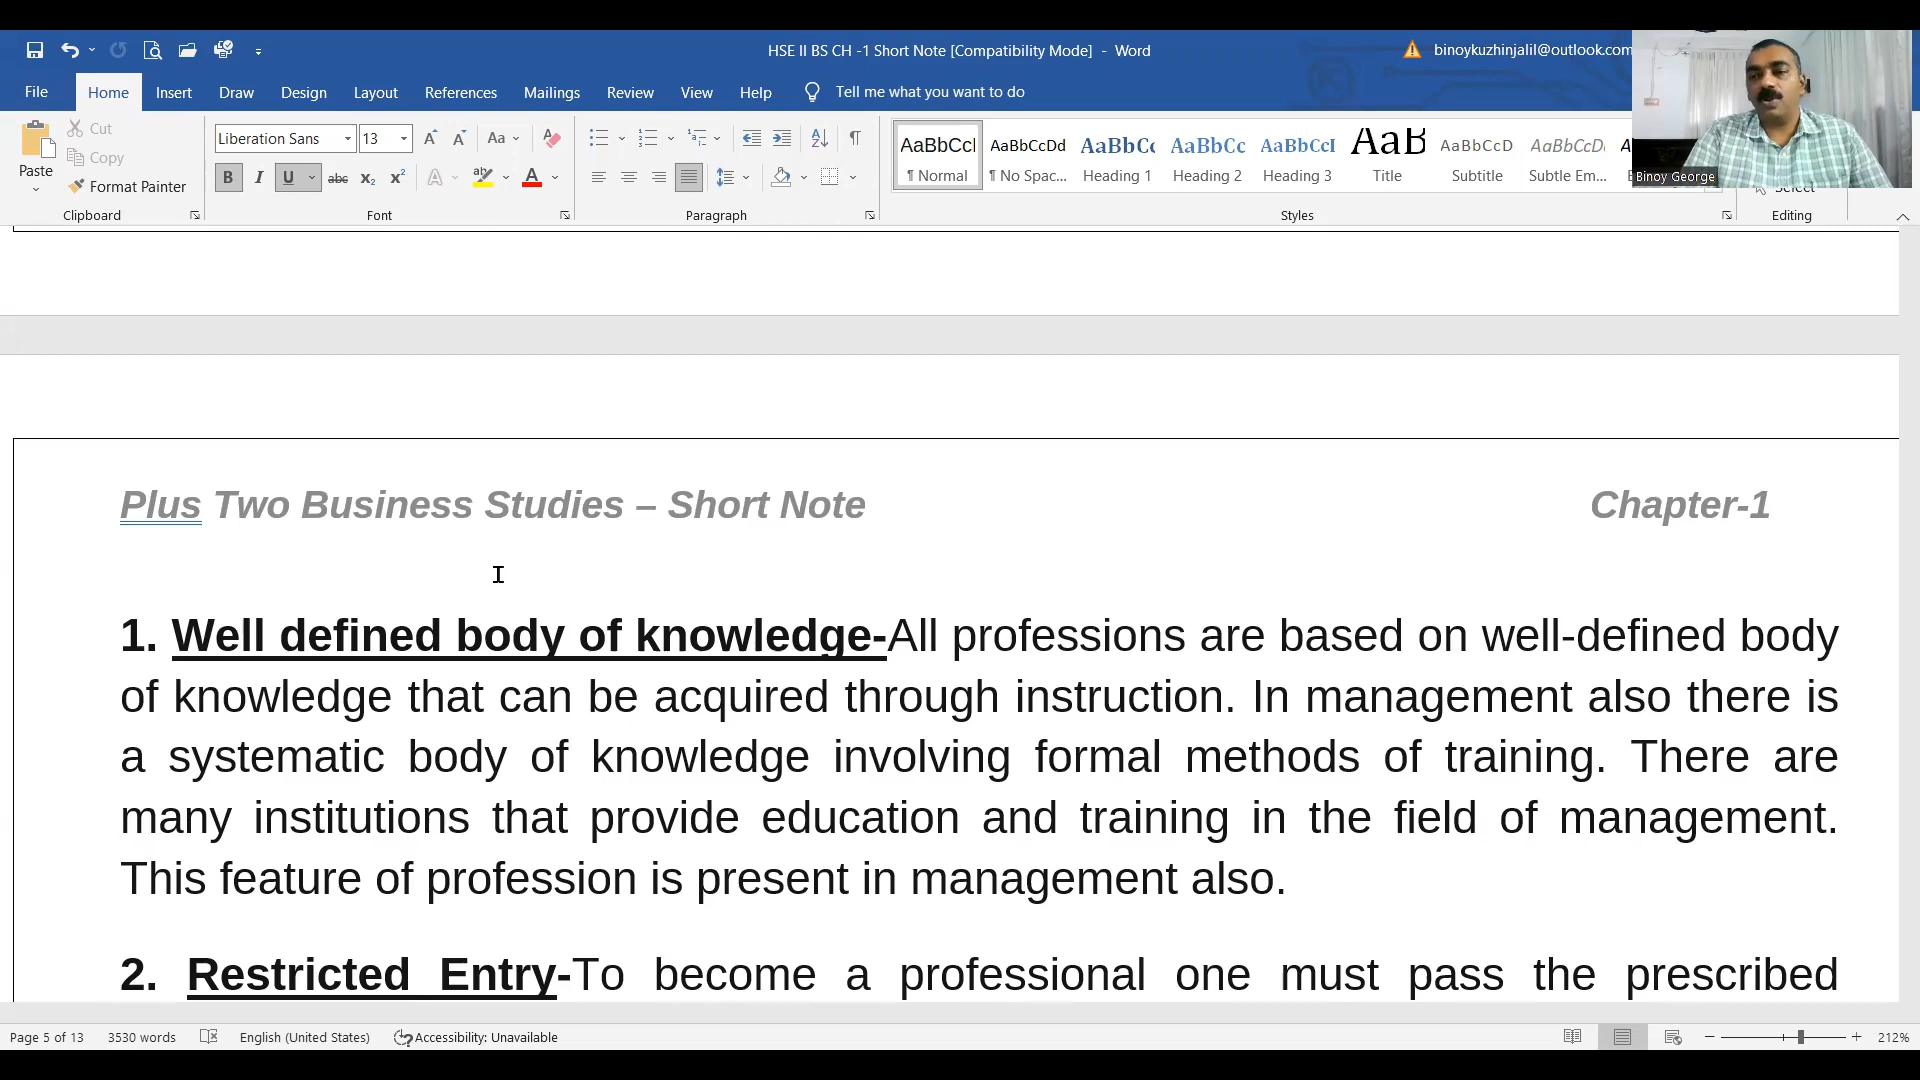 HSE II BS CH -1 Short Note [Compatibility Mode] - Word
binoykuzhinjalil@outlook.com
File Home Insert Draw Design Layout References Mailings Review View Help Tell me what you want to do
Paste
Cut
Copy
Format Painter
Clipboard
Liberation Sans 13
Aa
B I U abc x₂ x² A A
Font
Paragraph
AaBbCcI AaBbCcDd AaBbCc AaBbCc AaBbCcI AaB AaBbCcD AaBbCcDc
¶ Normal ¶ No Spac... Heading 1 Heading 2 Heading 3 Title Subtitle Subtle Em...
Styles
Binoy George
Select
Editing
Plus Two Business Studies – Short Note Chapter-1
1. Well defined body of knowledge-All professions are based on well-defined body
of knowledge that can be acquired through instruction. In management also there is
a systematic body of knowledge involving formal methods of training. There are
many institutions that provide education and training in the field of management.
This feature of profession is present in management also.
2. Restricted Entry-To become a professional one must pass the prescribed
Page 5 of 13 3530 words English (United States) Accessibility: Unavailable 212%